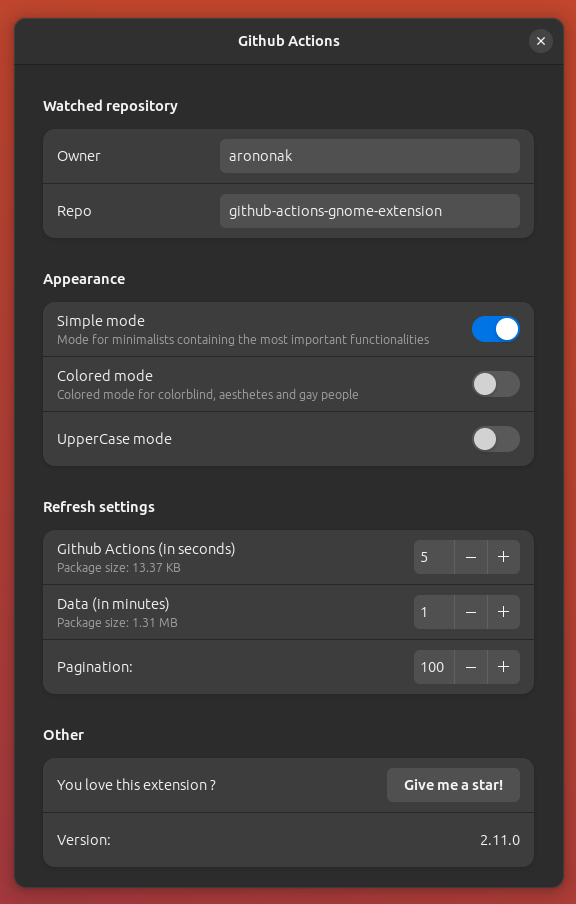 Github Actions
Watched repository
Owner
arononak
Repo
github-actions-gnome-extension
Appearance
Simple mode
Mode for minimalists containing the most important functionalities
Colored mode
Colored mode for colorblind, aesthetes and gay people
UpperCase mode
Refresh settings
Github Actions (in seconds)
Package size: 13.37 KB
5
Data (in minutes)
Package size: 1.31 MB
1
Pagination:
100
Other
You love this extension ?
Give me a star!
Version:
2.11.0